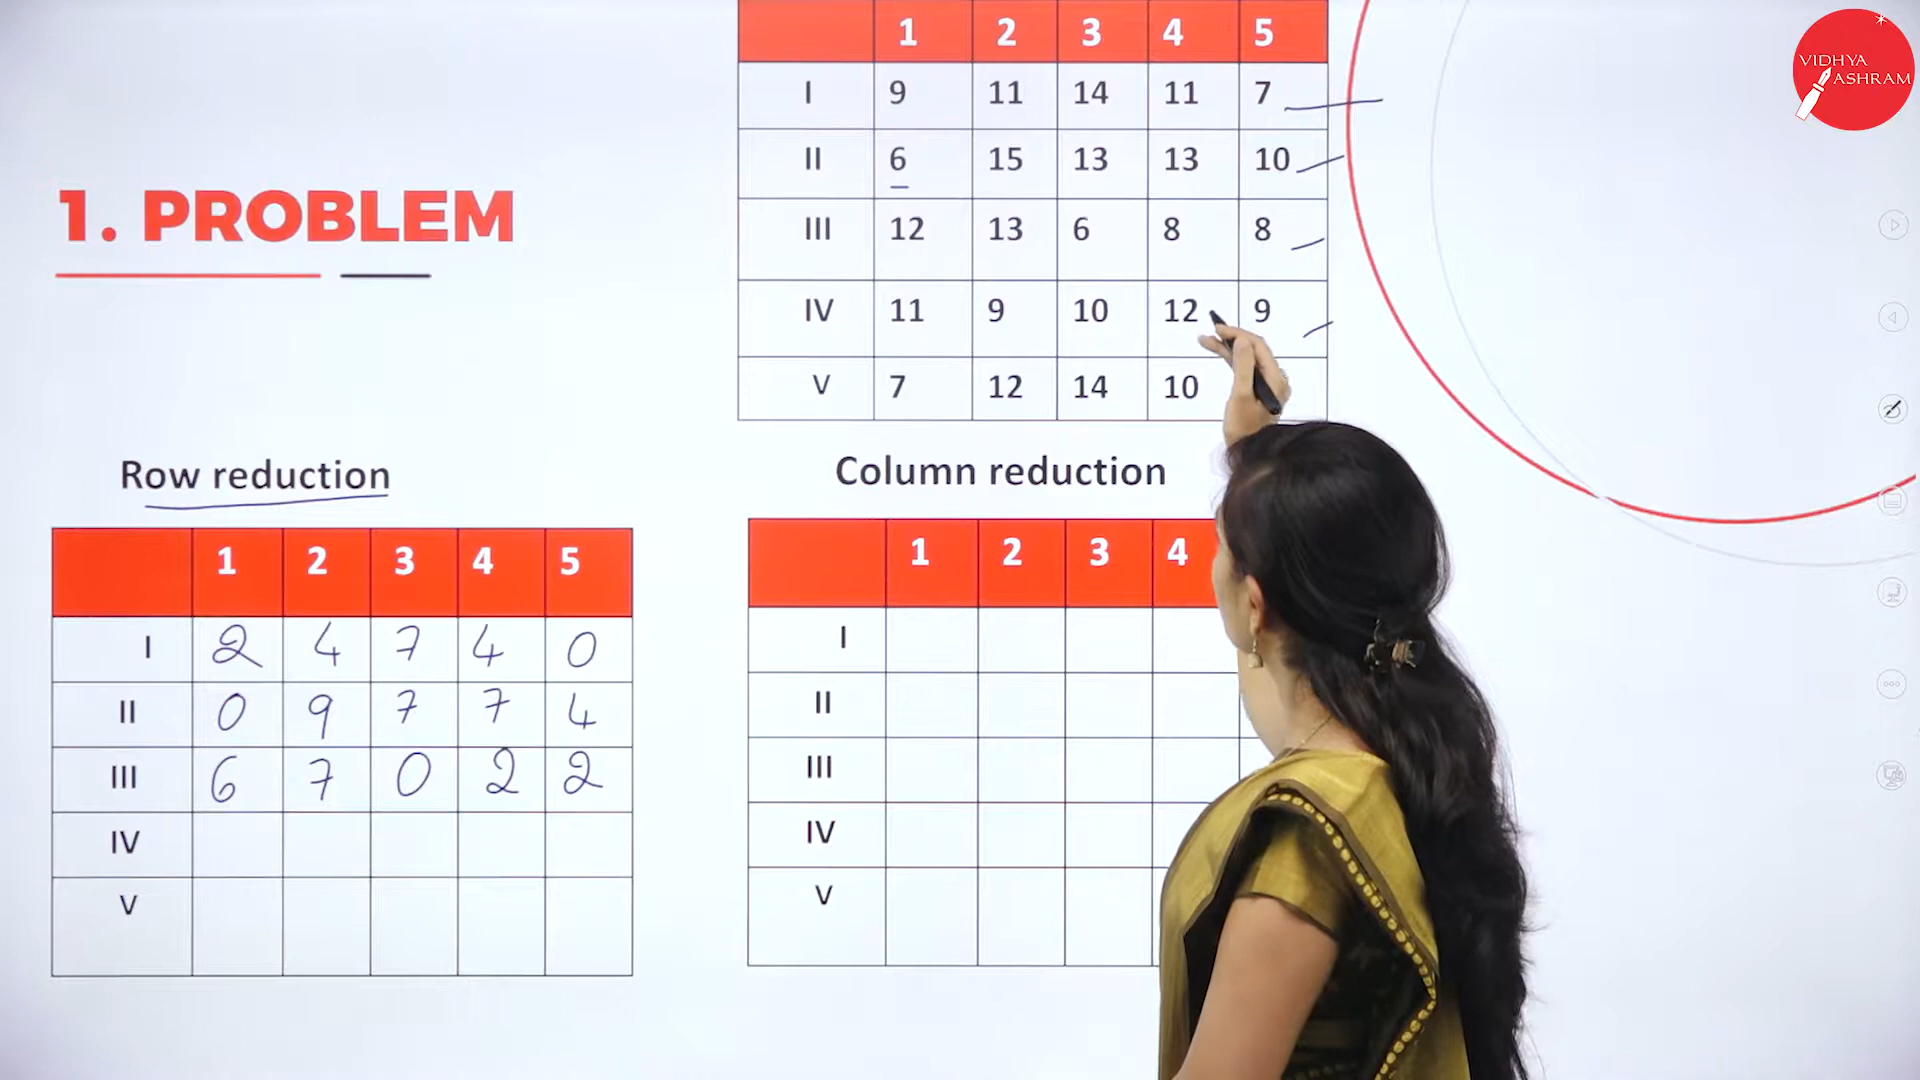 1 2 3 4 5
I 9 11 14 11 7
II 6 15 13 13 10
III 12 13 6 8 8
IV 11 9 10 12 9
V 7 12 14 10
VIDHYA
ASHRAM
1. PROBLEM
Row reduction
1 2 3 4 5
I 2 4 7 4 0
II 0 9 7 7 4
III 6 7 0 2 2
IV
V
Column reduction
1 2 3 4
I
II
III
IV
V